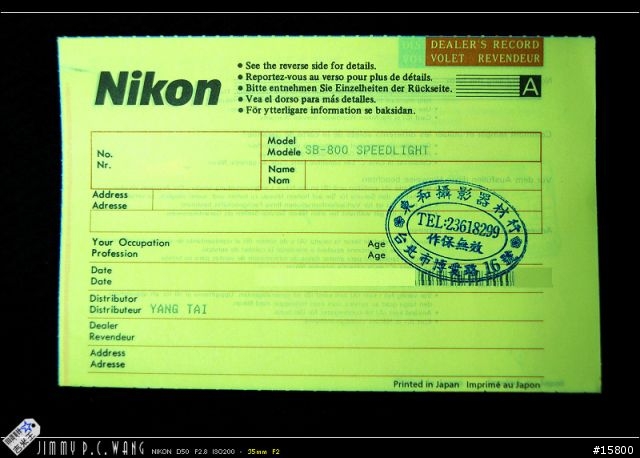 DEALER'S RECORD
VOLET REVENDEUR
Nikon
• See the reverse side for details.
• Reportez-vous au verso pour plus de détails.
• Bitte entnehmen Sie Einzelheiten der Rückseite.
• Vea el dorso para más detalles.
• För ytterligare information se baksidan.
A
No.
Nr.
Model
Modèle SB-800 SPEEDLIGHT
Name
Nom
Address
Adresse
東和攝影器材行
TEL:23618299
作保無效
台北市博愛路16號
Your Occupation
Profession
Age
Age
Date
Date
Distributor
Distributeur YANG TAI
Dealer
Revendeur
Address
Adresse
Printed in Japan Imprimé au Japon
JIMMY P.C. WANG NIKON D50 F2.8 ISO200 - 35mm F2
#15800